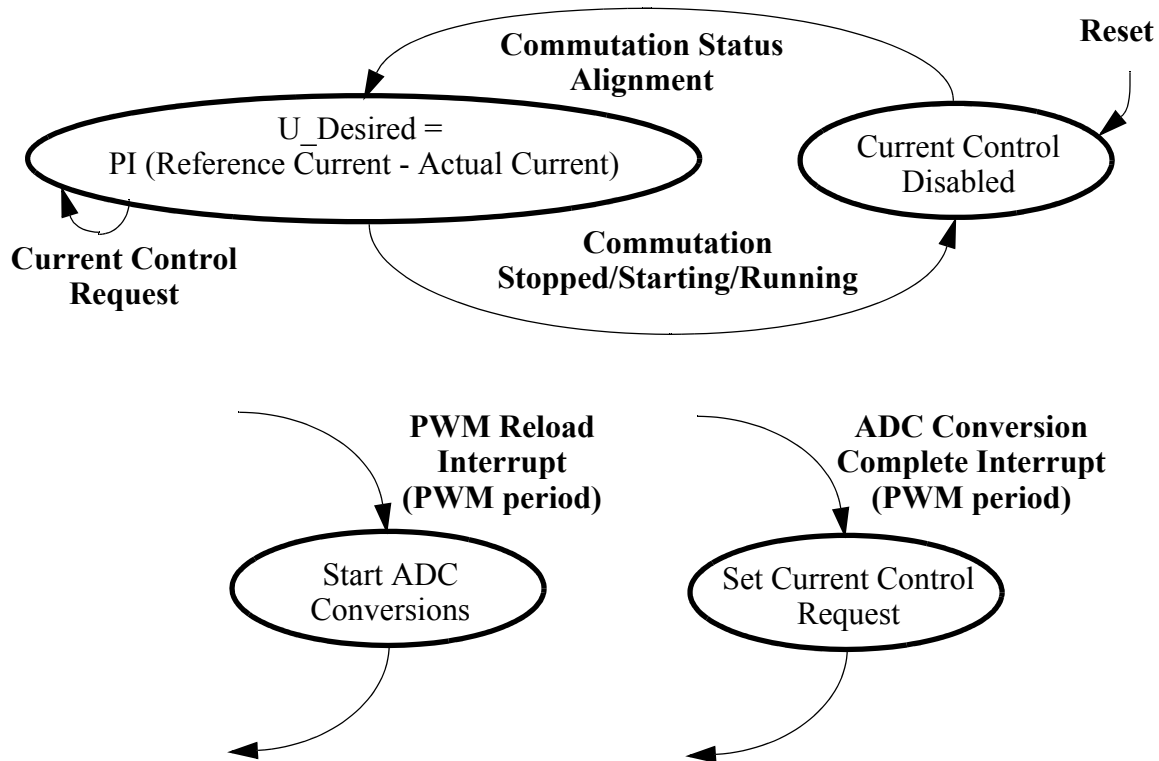 Commutation Status
Alignment
Reset
U_Desired =
PI (Reference Current - Actual Current)
Current Control
Disabled
Current Control
Request
Commutation
Stopped/Starting/Running
PWM Reload
Interrupt
(PWM period)
ADC Conversion
Complete Interrupt
(PWM period)
Start ADC
Conversions
Set Current Control
Request